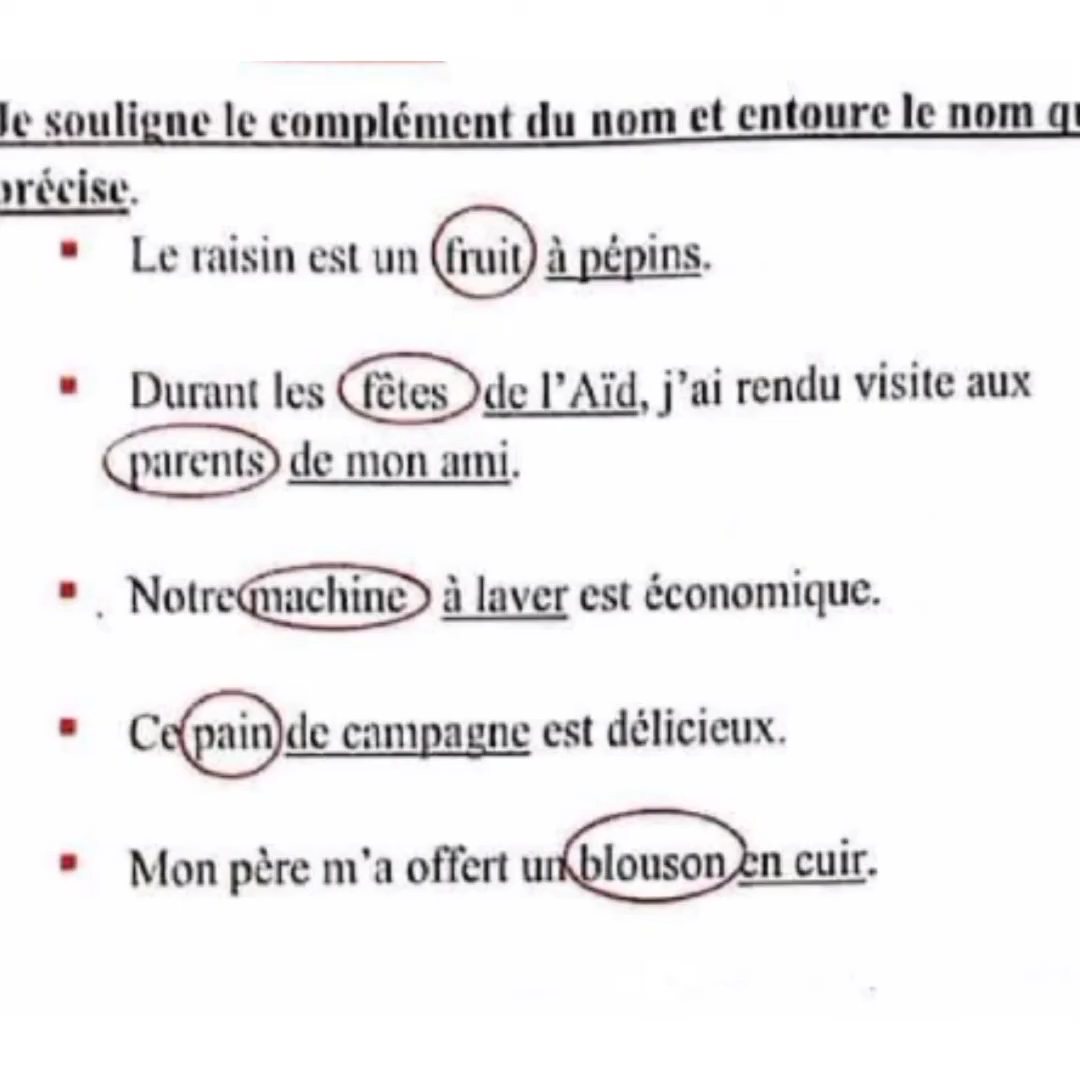 Je souligne le complément du nom et entoure le nom qu
précise.
Le raisin est un fruit à pépins.
Durant les fêtes de l'Aïd, j'ai rendu visite aux
parents de mon ami.
Notre machine à laver est économique.
Ce pain de campagne est délicieux.
Mon père m'a offert un blouson en cuir.